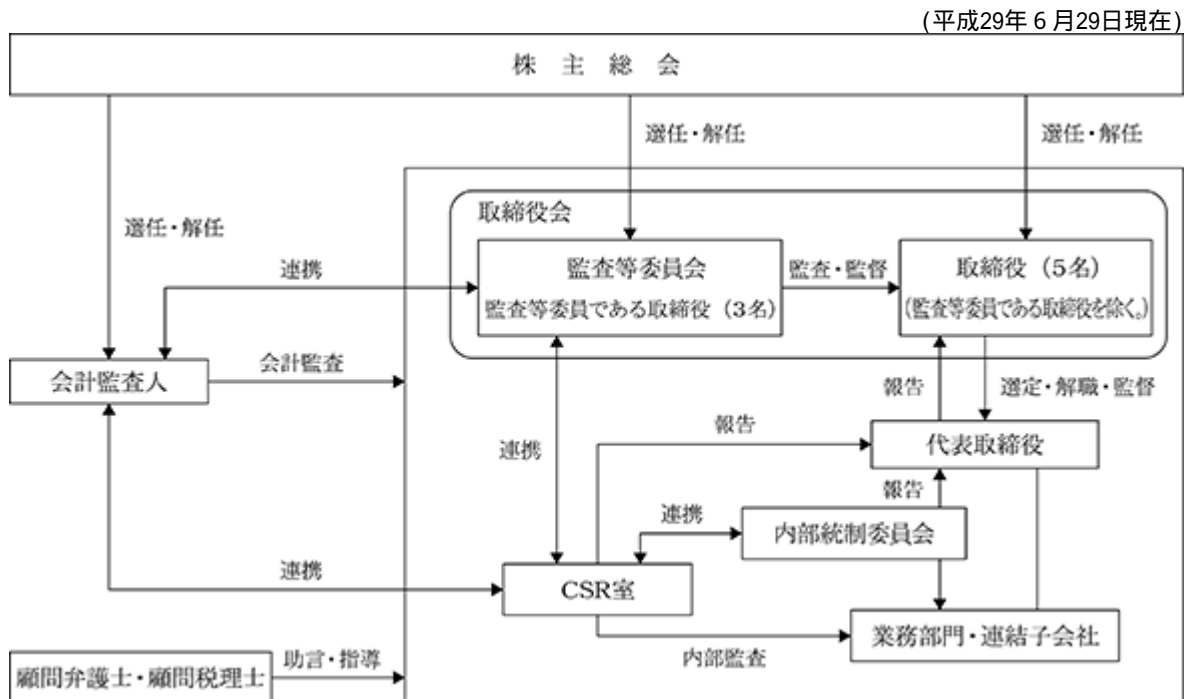 (平成29年6月29日現在)
株 主 総 会
選任・解任
選任・解任
選任・解任
取締役会
監査等委員会
監査等委員である取締役(3名)
監査・監督
取締役(5名)
(監査等委員である取締役を除く。)
連携
会計監査人
会計監査
報告
選定・解職・監督
連携
報告
代表取締役
報告
連携
内部統制委員会
連携
CSR室
内部監査
業務部門・連結子会社
顧問弁護士・顧問税理士
助言・指導